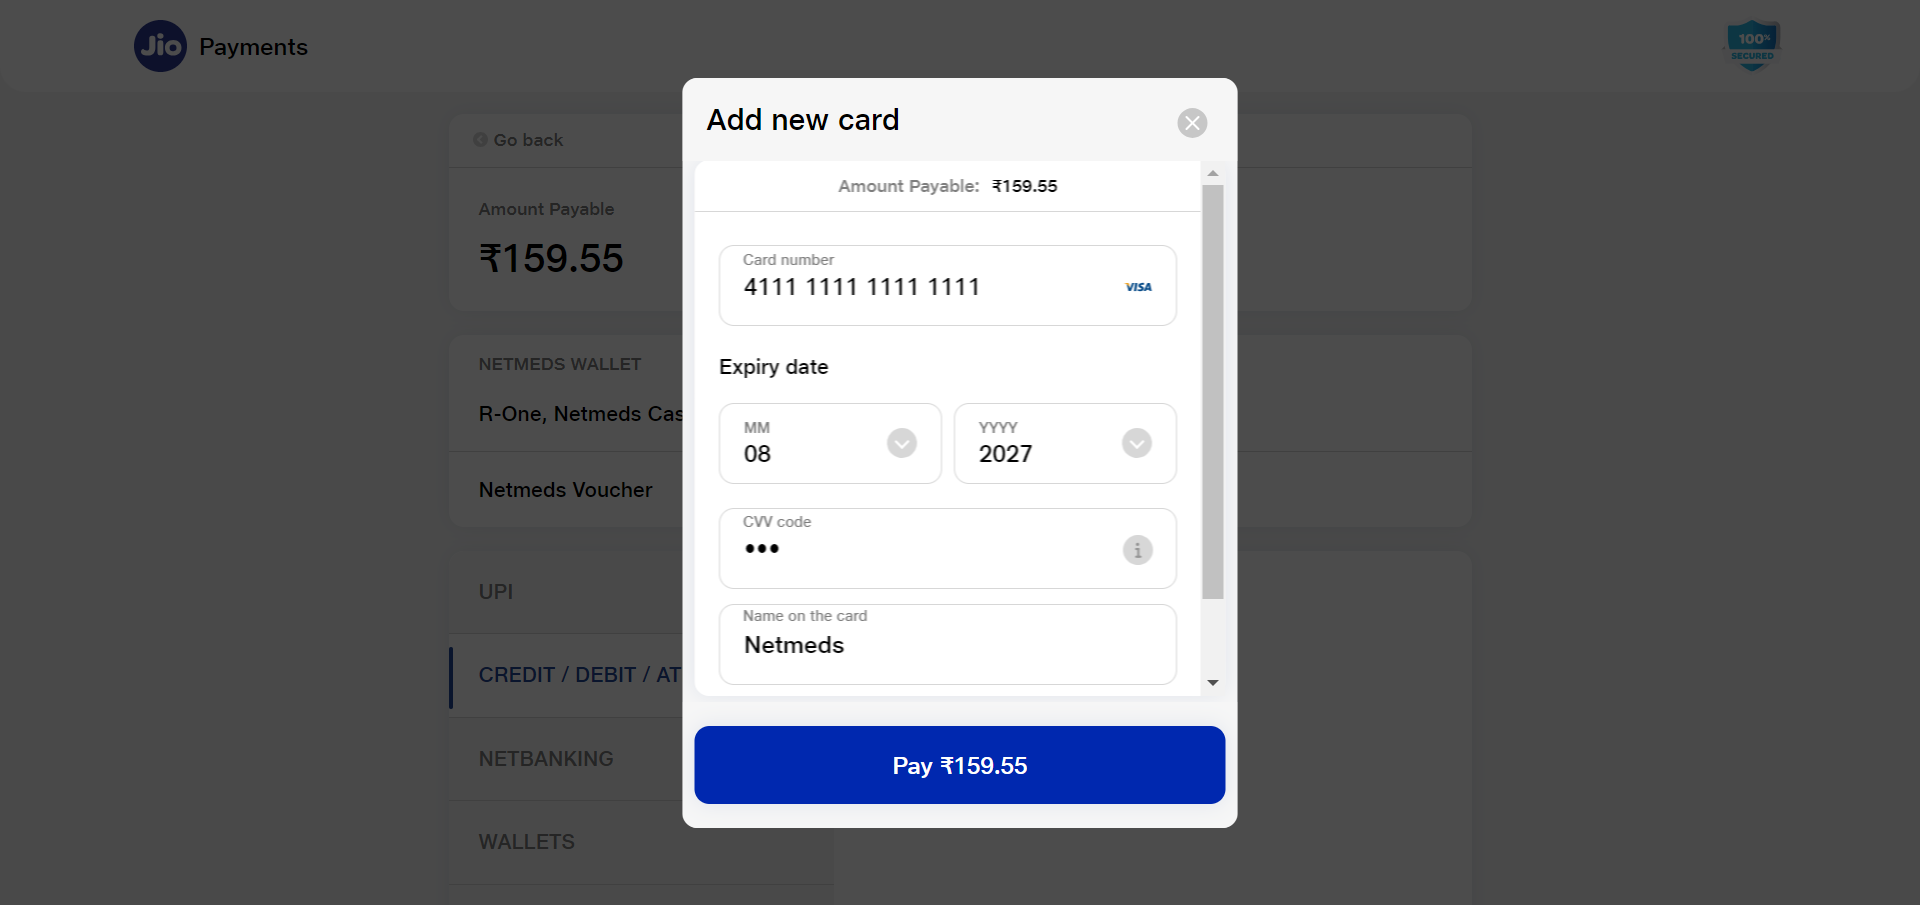 Jio Payments
100%
SECURED
Go back
Amount Payable
₹159.55
NETMEDS WALLET
R-One, Netmeds Cas
Netmeds Voucher
UPI
CREDIT / DEBIT / AT
NETBANKING
WALLETS
Add new card
Amount Payable: ₹159.55
Card number
4111 1111 1111 1111
VISA
Expiry date
MM
08
YYYY
2027
CVV code
•••
i
Name on the card
Netmeds
Pay ₹159.55